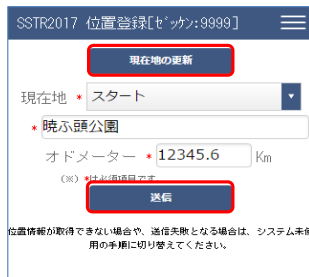 SSTR2017 位置登録[ゼッケン:9999]
現在地の更新
現在地 * スタート
* 暁ふ頭公園
オドメーター * 12345.6 Km
(※) *は必須項目です。
送信
位置情報が取得できない場合や、送信失敗となる場合は、システム未使
用の手順に切り替えてください。